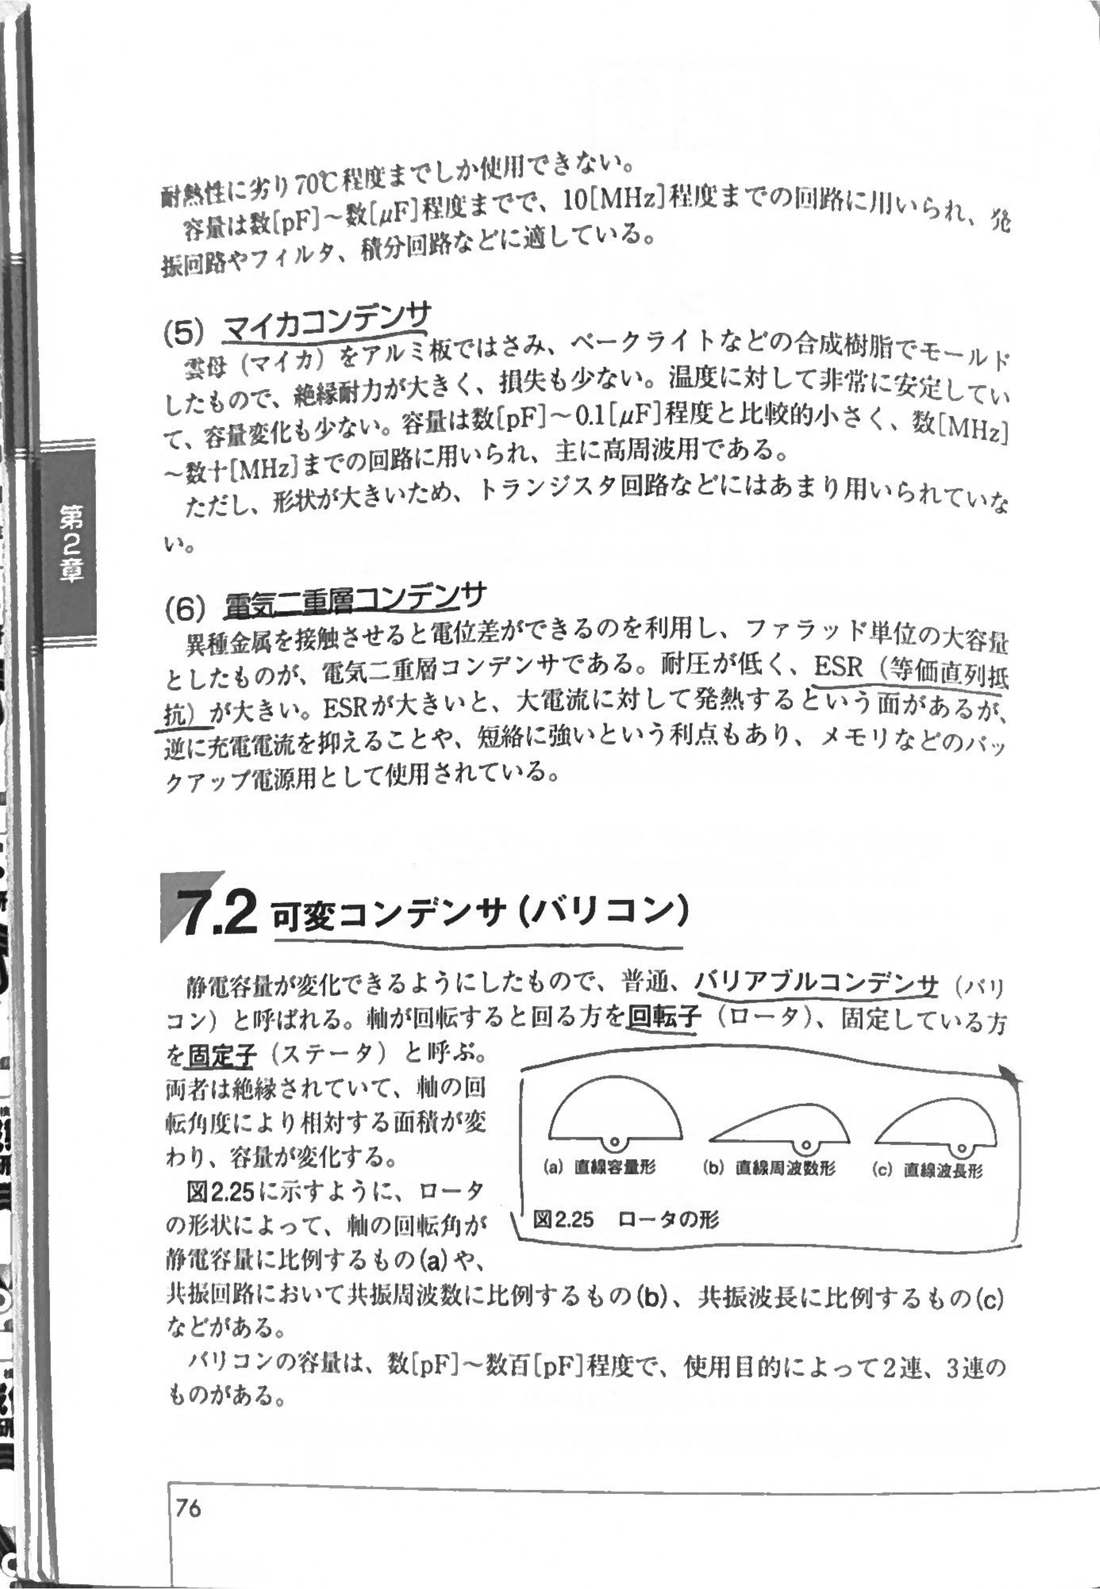 耐熱性に劣り70℃程度までしか使用できない。
容量は数[pF]～数[μF]程度までで、10[MHz]程度までの回路に用いられ、発
振回路やフィルタ、積分回路などに適している。
(5) マイカコンデンサ
雲母（マイカ）をアルミ板ではさみ、ベークライトなどの合成樹脂でモールド
したもので、絶縁耐力が大きく、損失も少ない。温度に対して非常に安定してい
て、容量変化も少ない。容量は数[pF]～0.1[μF]程度と比較的小さく、数[MHz]
～数十[MHz]までの回路に用いられ、主に高周波用である。
ただし、形状が大きいため、トランジスタ回路などにはあまり用いられていな
い。
第2章
(6) 電気二重層コンデンサ
異種金属を接触させると電位差ができるのを利用し、ファラッド単位の大容量
としたものが、電気二重層コンデンサである。耐圧が低く、ESR（等価直列抵
抗）が大きい。ESRが大きいと、大電流に対して発熱するという面があるが、
逆に充電電流を抑えることや、短絡に強いという利点もあり、メモリなどのバッ
クアップ電源用として使用されている。
7.2 可変コンデンサ（バリコン）
静電容量が変化できるようにしたもので、普通、バリアブルコンデンサ（バリ
コン）と呼ばれる。軸が回転すると回る方を回転子（ロータ）、固定している方
を固定子（ステータ）と呼ぶ。
両者は絶縁されていて、軸の回
転角度により相対する面積が変
わり、容量が変化する。
図2.25に示すように、ロータ
の形状によって、軸の回転角が
静電容量に比例するもの(a)や、
共振回路において共振周波数に比例するもの(b)、共振波長に比例するもの(c)
などがある。
(a) 直線容量形 (b) 直線周波数形 (c) 直線波長形
図2.25 ロータの形
バリコンの容量は、数[pF]～数百[pF]程度で、使用目的によって2連、3連の
ものがある。
76